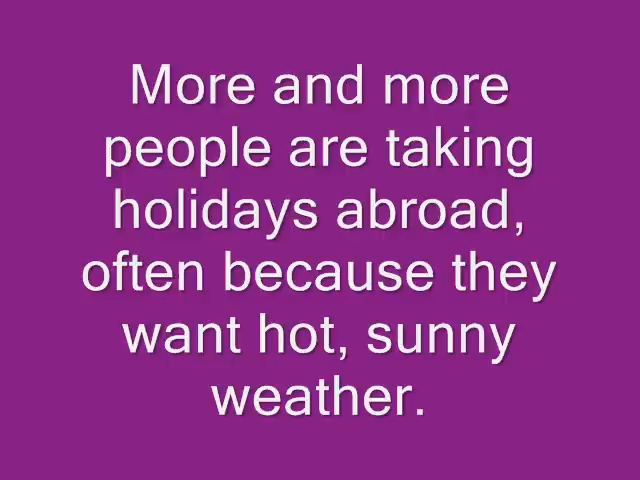 More and more
people are taking
holidays abroad,
often because they
want hot, sunny
weather.